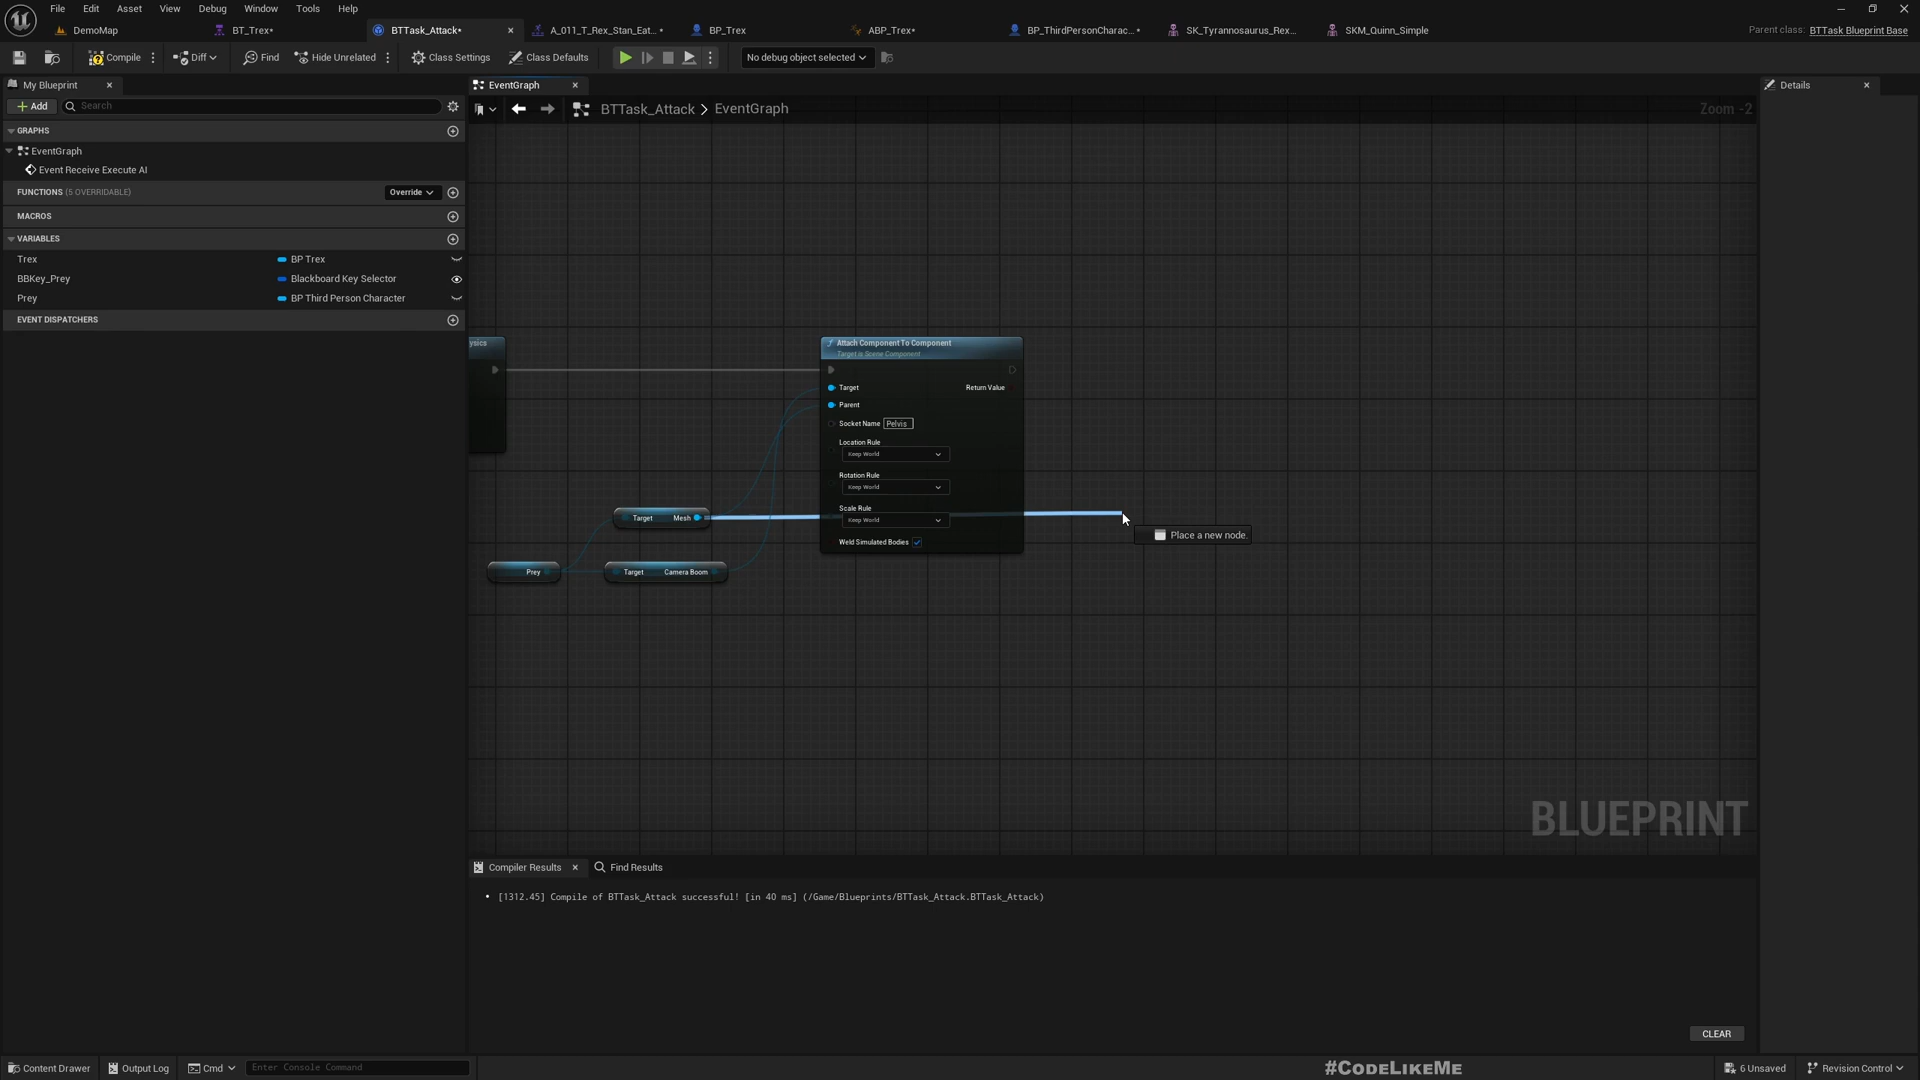 File Edit Asset View Debug Window Tools Help
DemoMap BT_Trex* BTTask_Attack* A_011_T_Rex_Stan_Eat... * BP_Trex ABP_Trex* BP_ThirdPersonCharac... * SK_Tyrannosaurus_Rex... SKM_Quinn_Simple Parent class: BTTask Blueprint Base
Compile Diff Find Hide Unrelated Class Settings Class Defaults No debug object selected
My Blueprint
Add Search
GRAPHS
EventGraph
Event Receive Execute AI
FUNCTIONS (5 OVERRIDABLE) Override
MACROS
VARIABLES
Trex BP Trex
BBKey_Prey Blackboard Key Selector
Prey BP Third Person Character
EVENT DISPATCHERS
EventGraph
BTTask_Attack > EventGraph
Zoom -2
ysics
Attach Component To Component
Target is Scene Component
Target Return Value
Parent
Socket Name Pelvis
Location Rule
Keep World
Rotation Rule
Keep World
Scale Rule
Keep World
Weld Simulated Bodies
Target Mesh
Prey
Target Camera Boom
Place a new node.
BLUEPRINT
Details
Compiler Results Find Results
• [1312.45] Compile of BTTask_Attack successful! [in 40 ms] (/Game/Blueprints/BTTask_Attack.BTTask_Attack)
CLEAR
Content Drawer Output Log Cmd Enter Console Command #CODELIKEME 6 Unsaved Revision Control